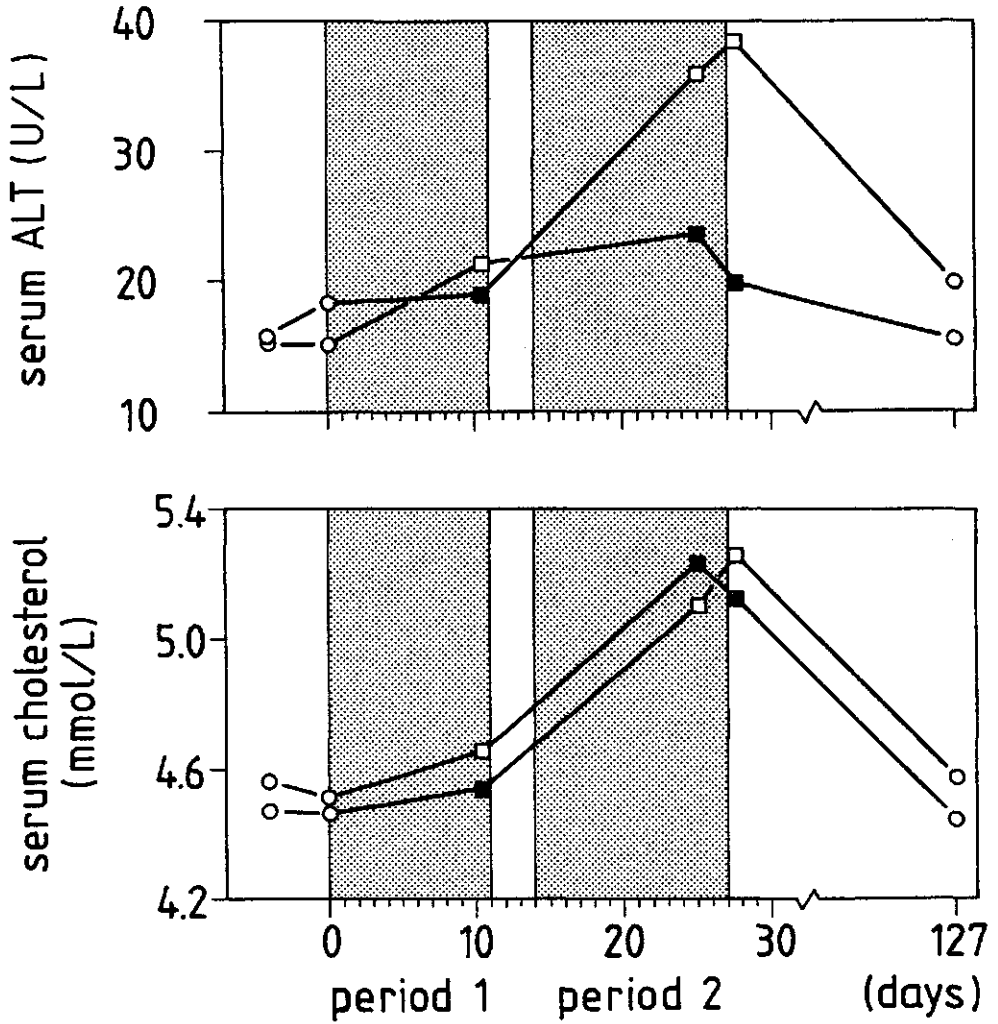 serum ALT (U/L)
40
30
20
10
serum cholesterol
(mmol/L)
5.4
5.0
4.6
4.2
0 10 20 30 127
period 1 period 2 (days)